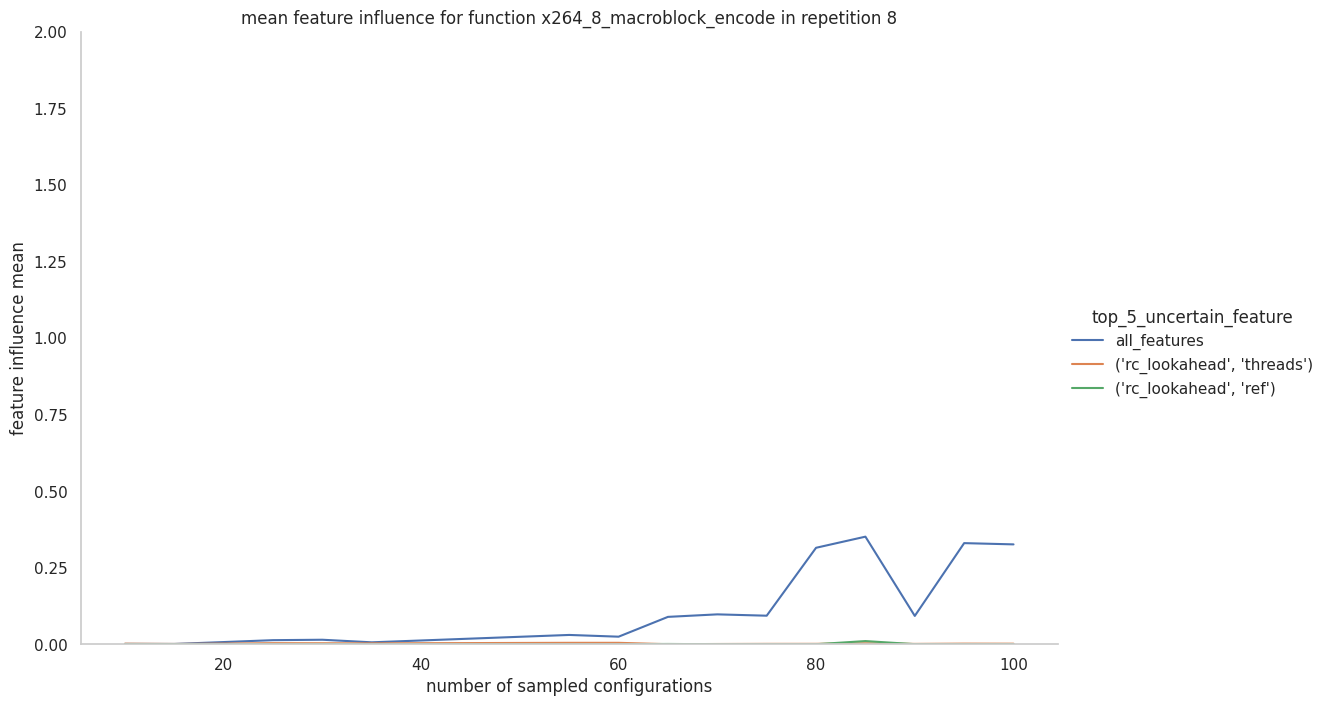 mean feature influence for function x264_8_macroblock_encode in repetition 8
2.00
1.75
1.50
1.25
1.00
0.75
0.50
0.25
0.00
feature influence mean
20
40
60
80
100
number of sampled configurations
top_5_uncertain_feature
all_features
('rc_lookahead', 'threads')
('rc_lookahead', 'ref')